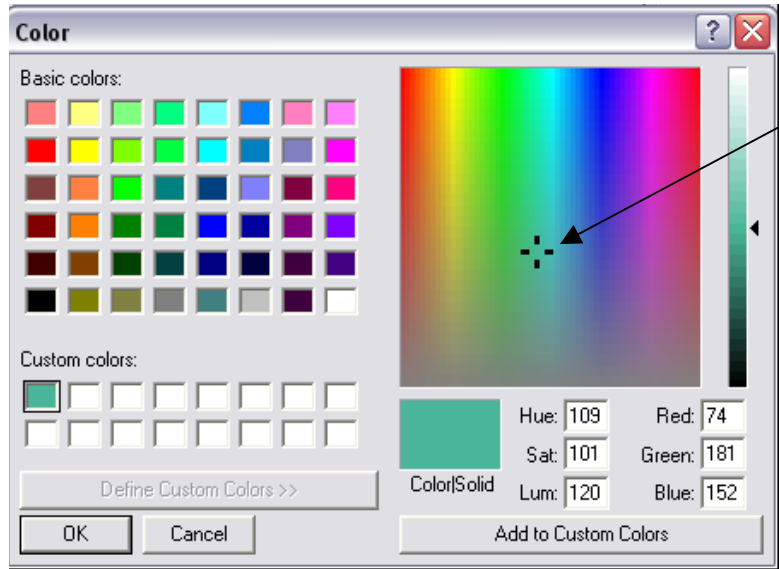 Color
Basic colors:
Custom colors:
Define Custom Colors >>
OK
Cancel
Color|Solid
Hue: 109
Sat: 101
Lum: 120
Red: 74
Green: 181
Blue: 152
Add to Custom Colors